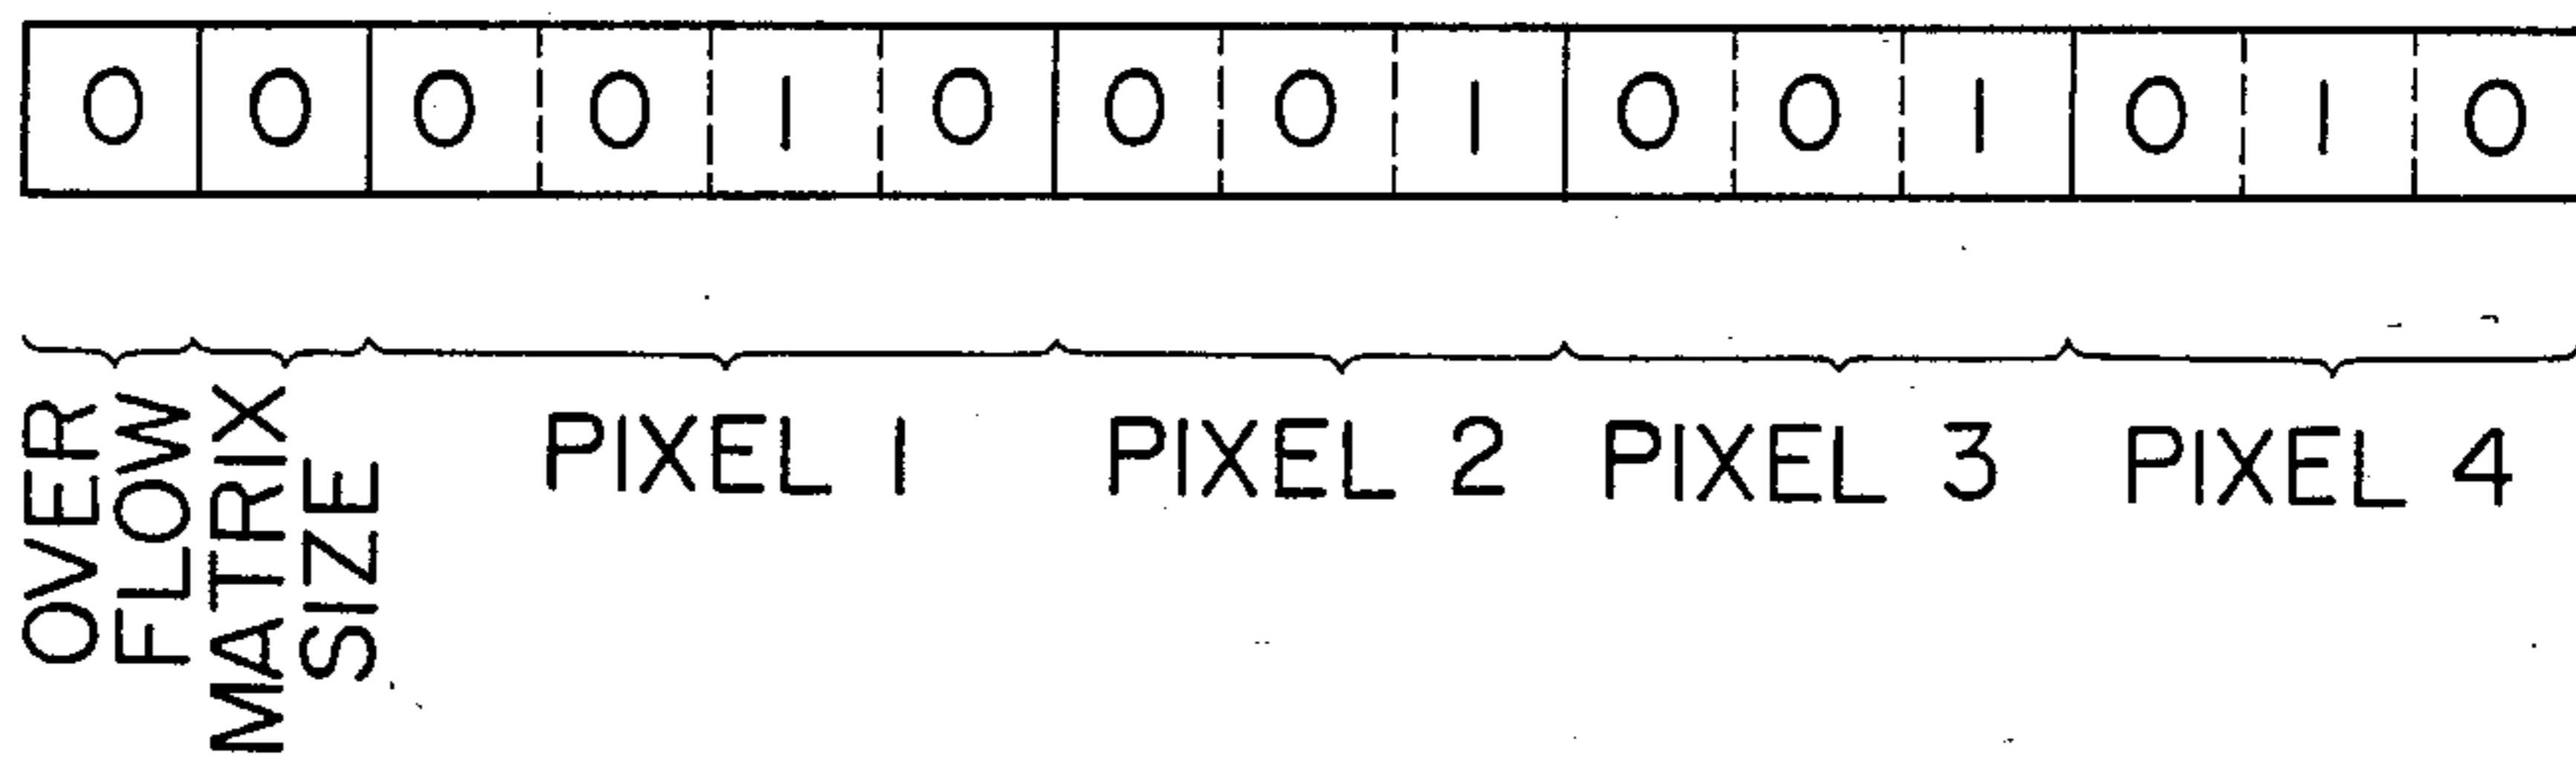 0 0 0 0 1 0 0 0 1 0 0 1 0 1 0
OVER
FLOW
MATRIX
SIZE
PIXEL 1 PIXEL 2 PIXEL 3 PIXEL 4